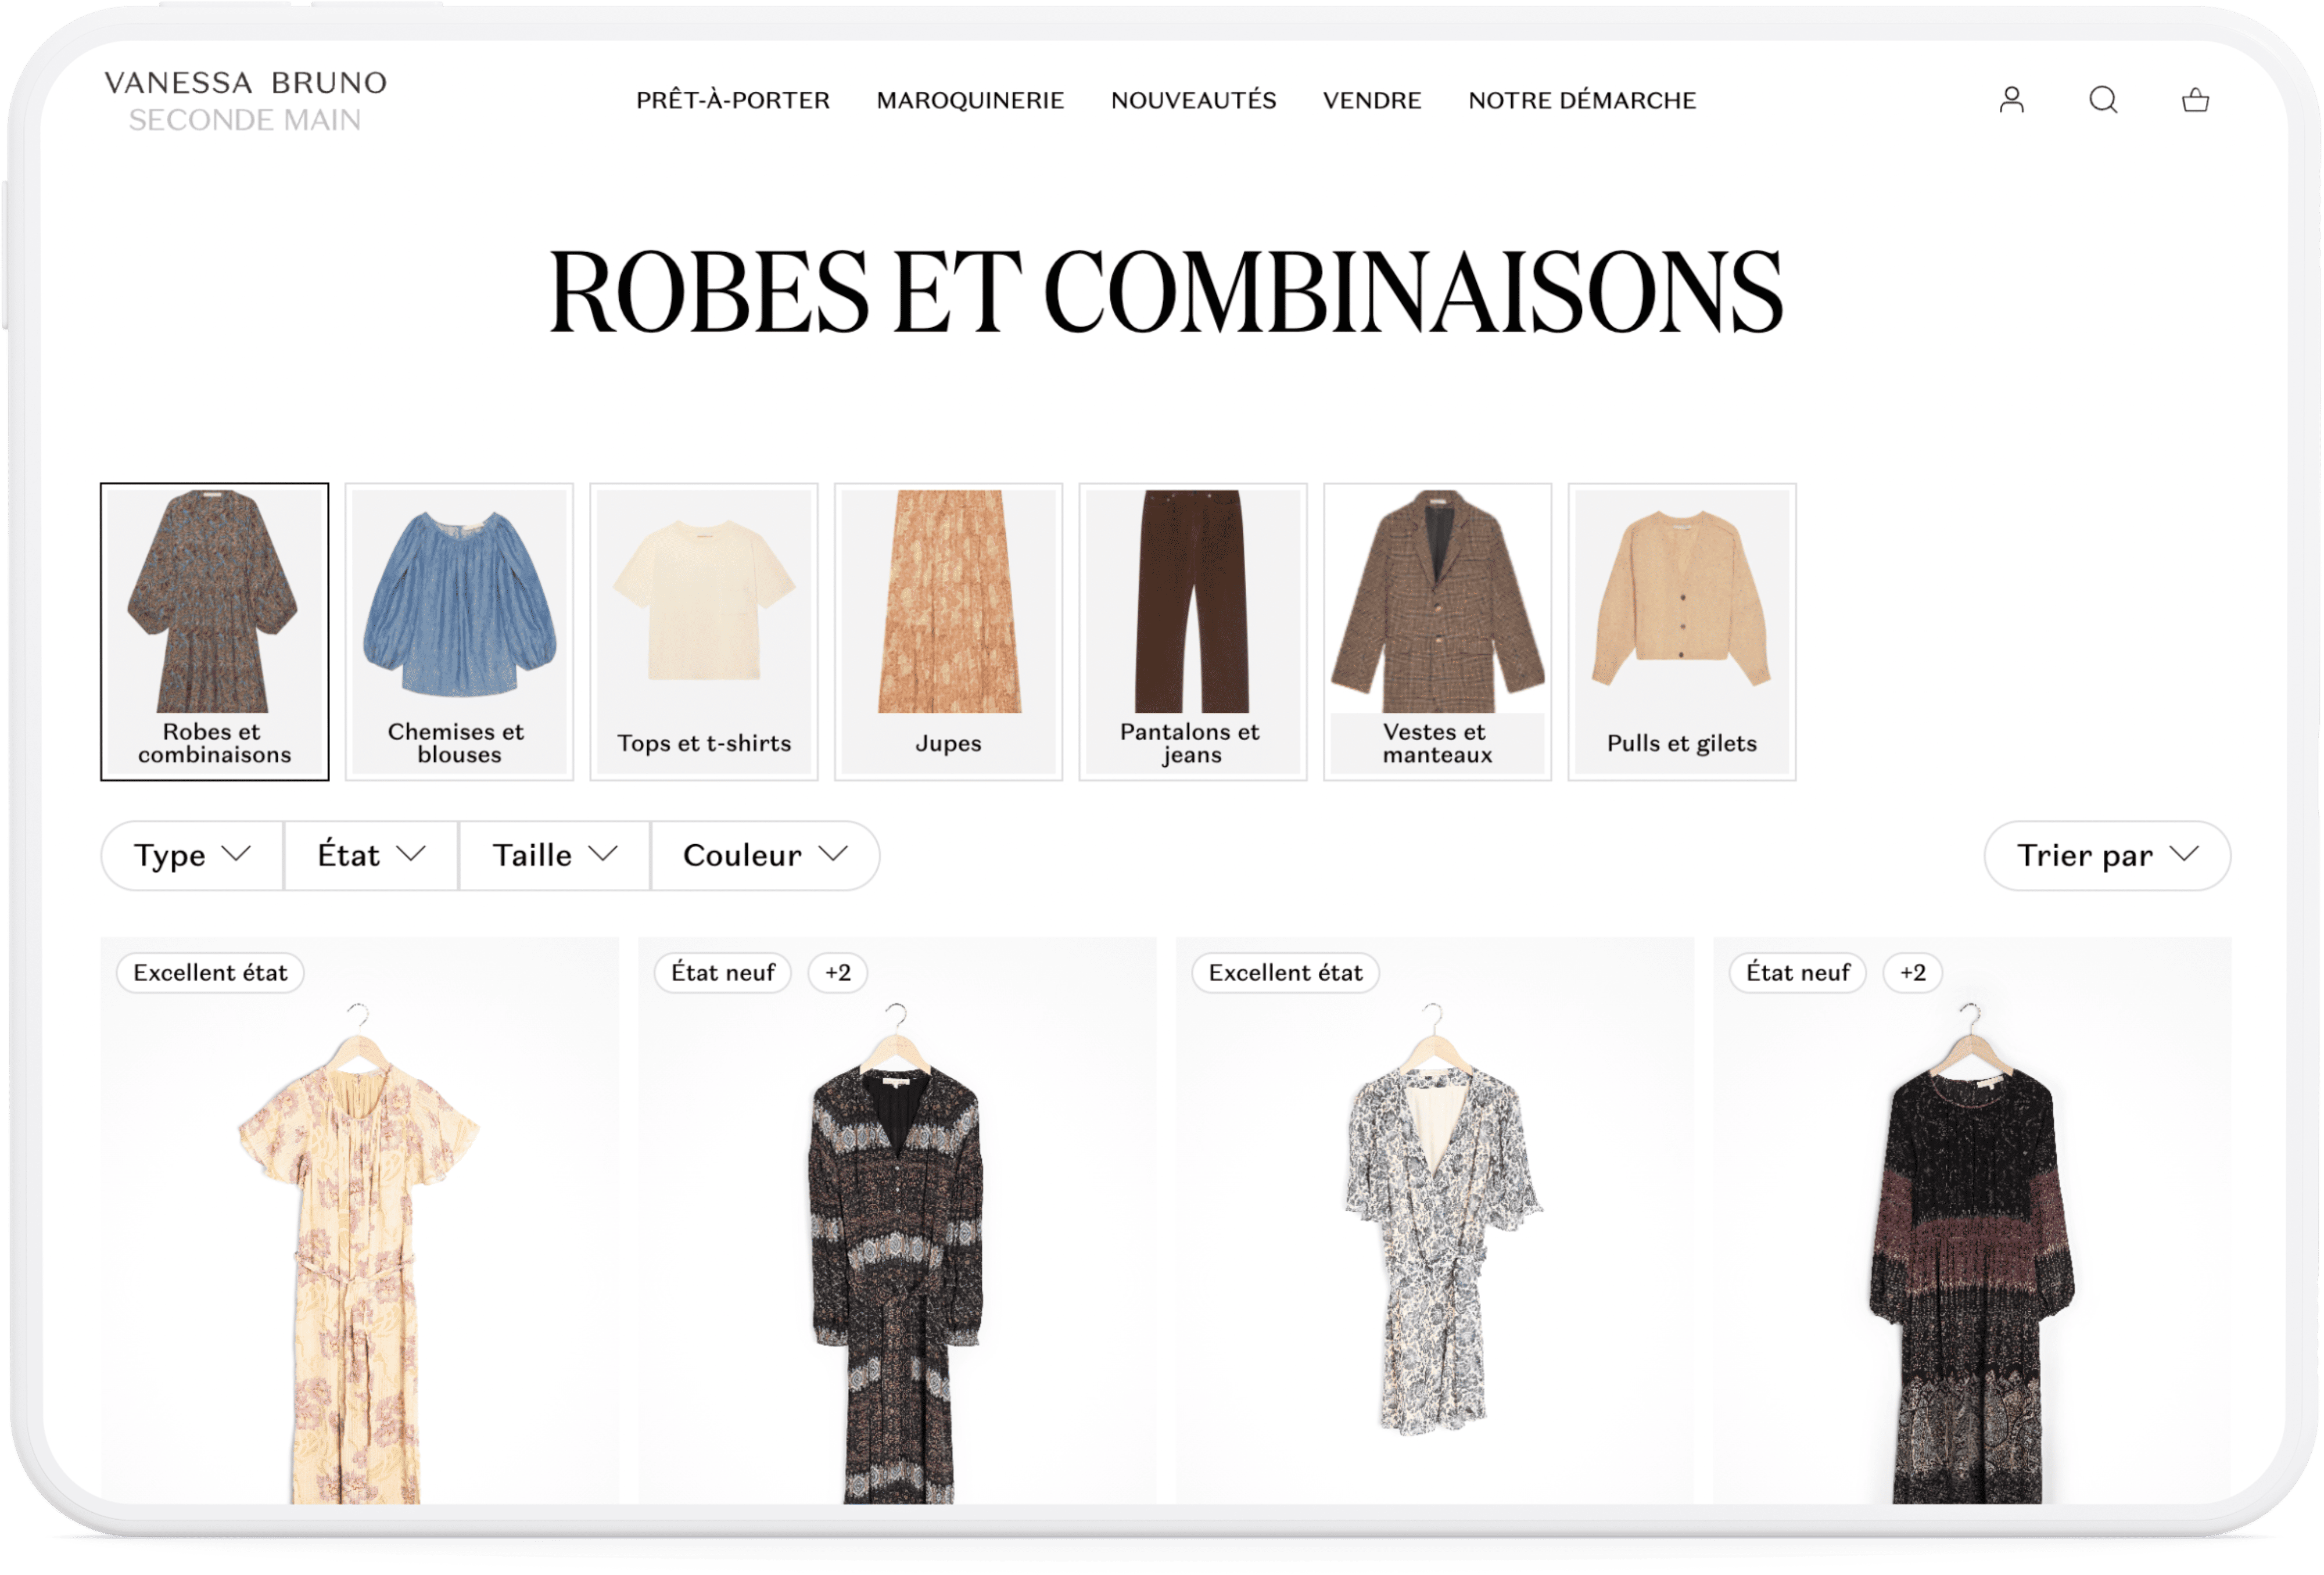 VANESSA BRUNO
SECONDE MAIN
PRÊT-À-PORTER
MAROQUINERIE
NOUVEAUTÉS
VENDRE
NOTRE DÉMARCHE
ROBES ET COMBINAISONS
Robes et
combinaisons
Chemises et
blouses
Tops et t-shirts
Jupes
Pantalons et
jeans
Vestes et
manteaux
Pulls et gilets
Type
État
Taille
Couleur
Trier par
Excellent état
État neuf
+2
Excellent état
État neuf
+2